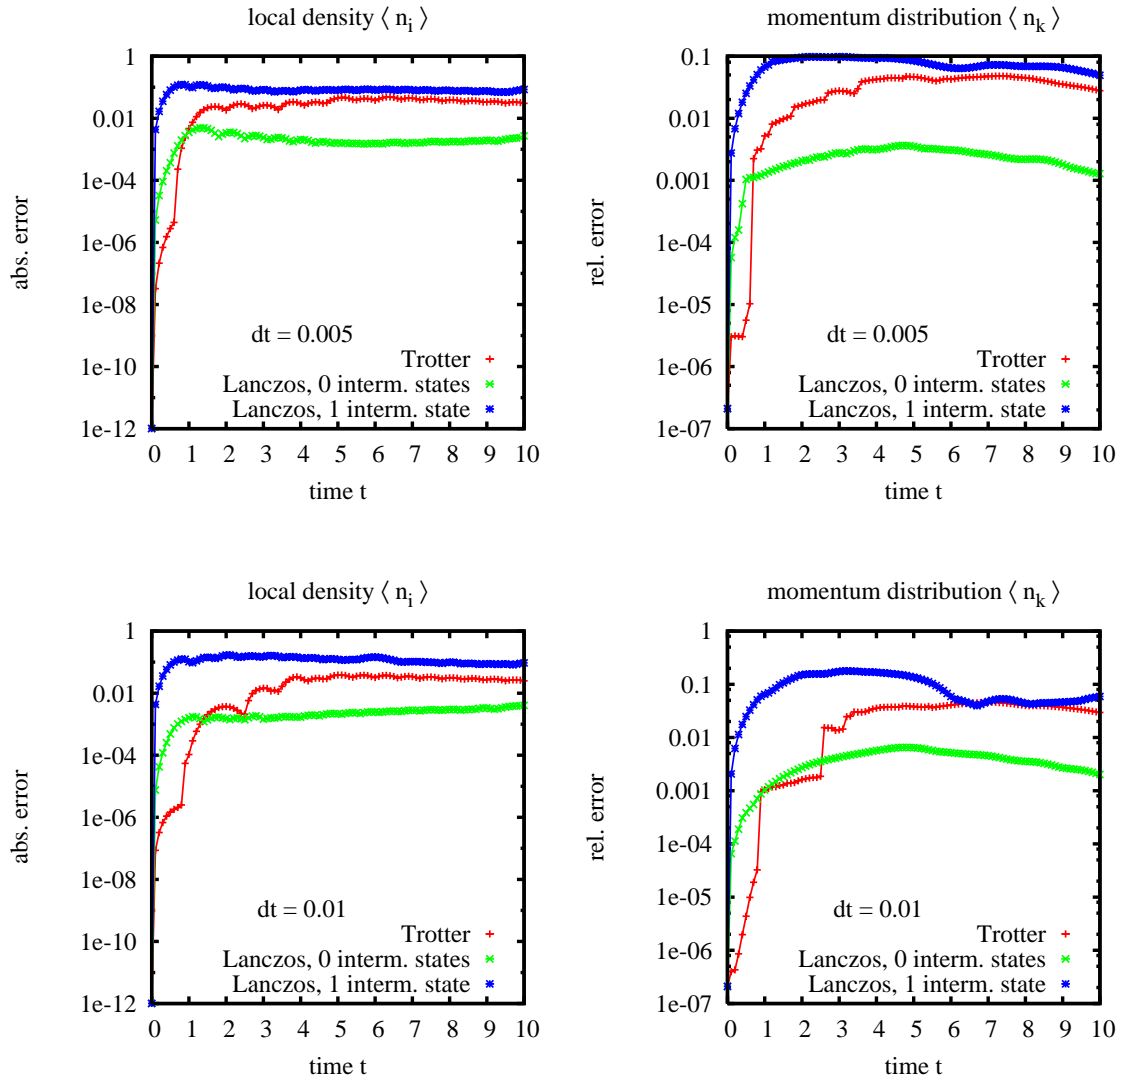 local density ⟨ n_i ⟩
abs. error
1
0.01
1e-04
1e-06
1e-08
1e-10
1e-12
dt = 0.005
Trotter
Lanczos, 0 interm. states
Lanczos, 1 interm. state
0 1 2 3 4 5 6 7 8 9 10
time t
momentum distribution ⟨ n_k ⟩
rel. error
0.1
0.01
0.001
1e-04
1e-05
1e-06
1e-07
dt = 0.005
Trotter
Lanczos, 0 interm. states
Lanczos, 1 interm. state
0 1 2 3 4 5 6 7 8 9 10
time t
local density ⟨ n_i ⟩
abs. error
1
0.01
1e-04
1e-06
1e-08
1e-10
1e-12
dt = 0.01
Trotter
Lanczos, 0 interm. states
Lanczos, 1 interm. state
0 1 2 3 4 5 6 7 8 9 10
time t
momentum distribution ⟨ n_k ⟩
rel. error
1
0.1
0.01
0.001
1e-04
1e-05
1e-06
1e-07
dt = 0.01
Trotter
Lanczos, 0 interm. states
Lanczos, 1 interm. state
0 1 2 3 4 5 6 7 8 9 10
time t